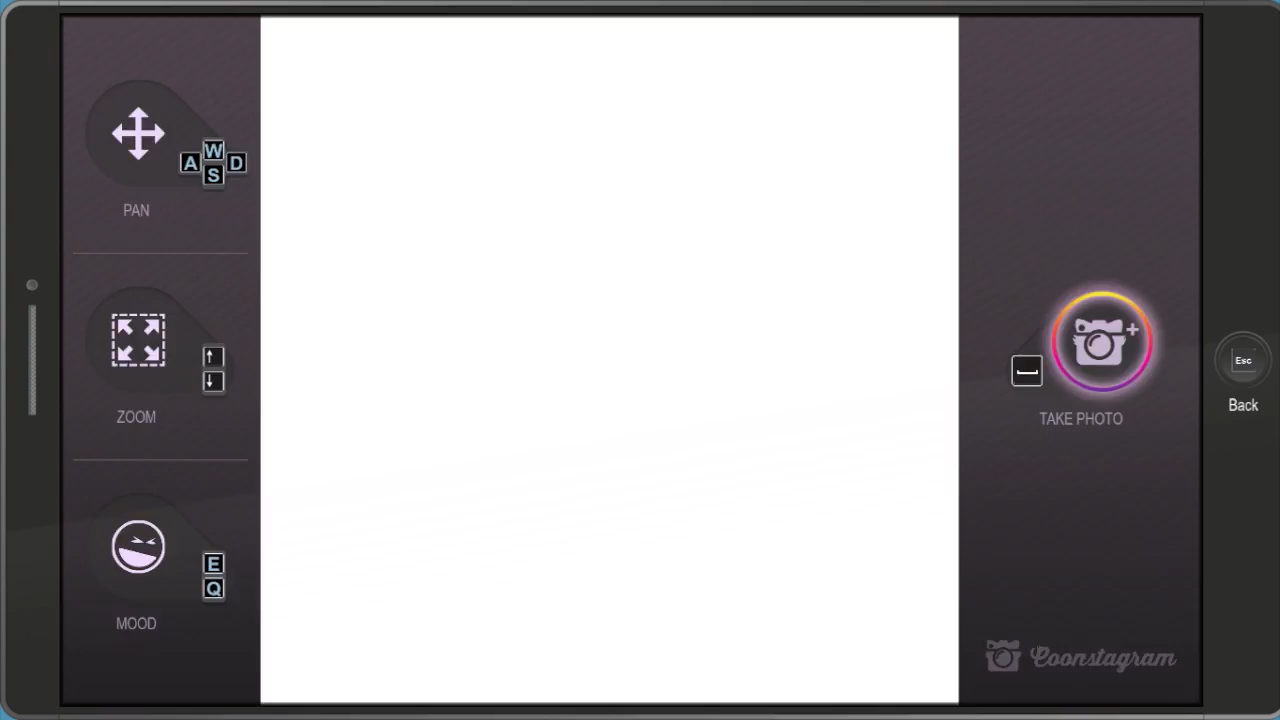 W
A D
S
PAN
↑
↓
ZOOM
E
Q
MOOD
TAKE PHOTO
Coonstagram
Esc
Back